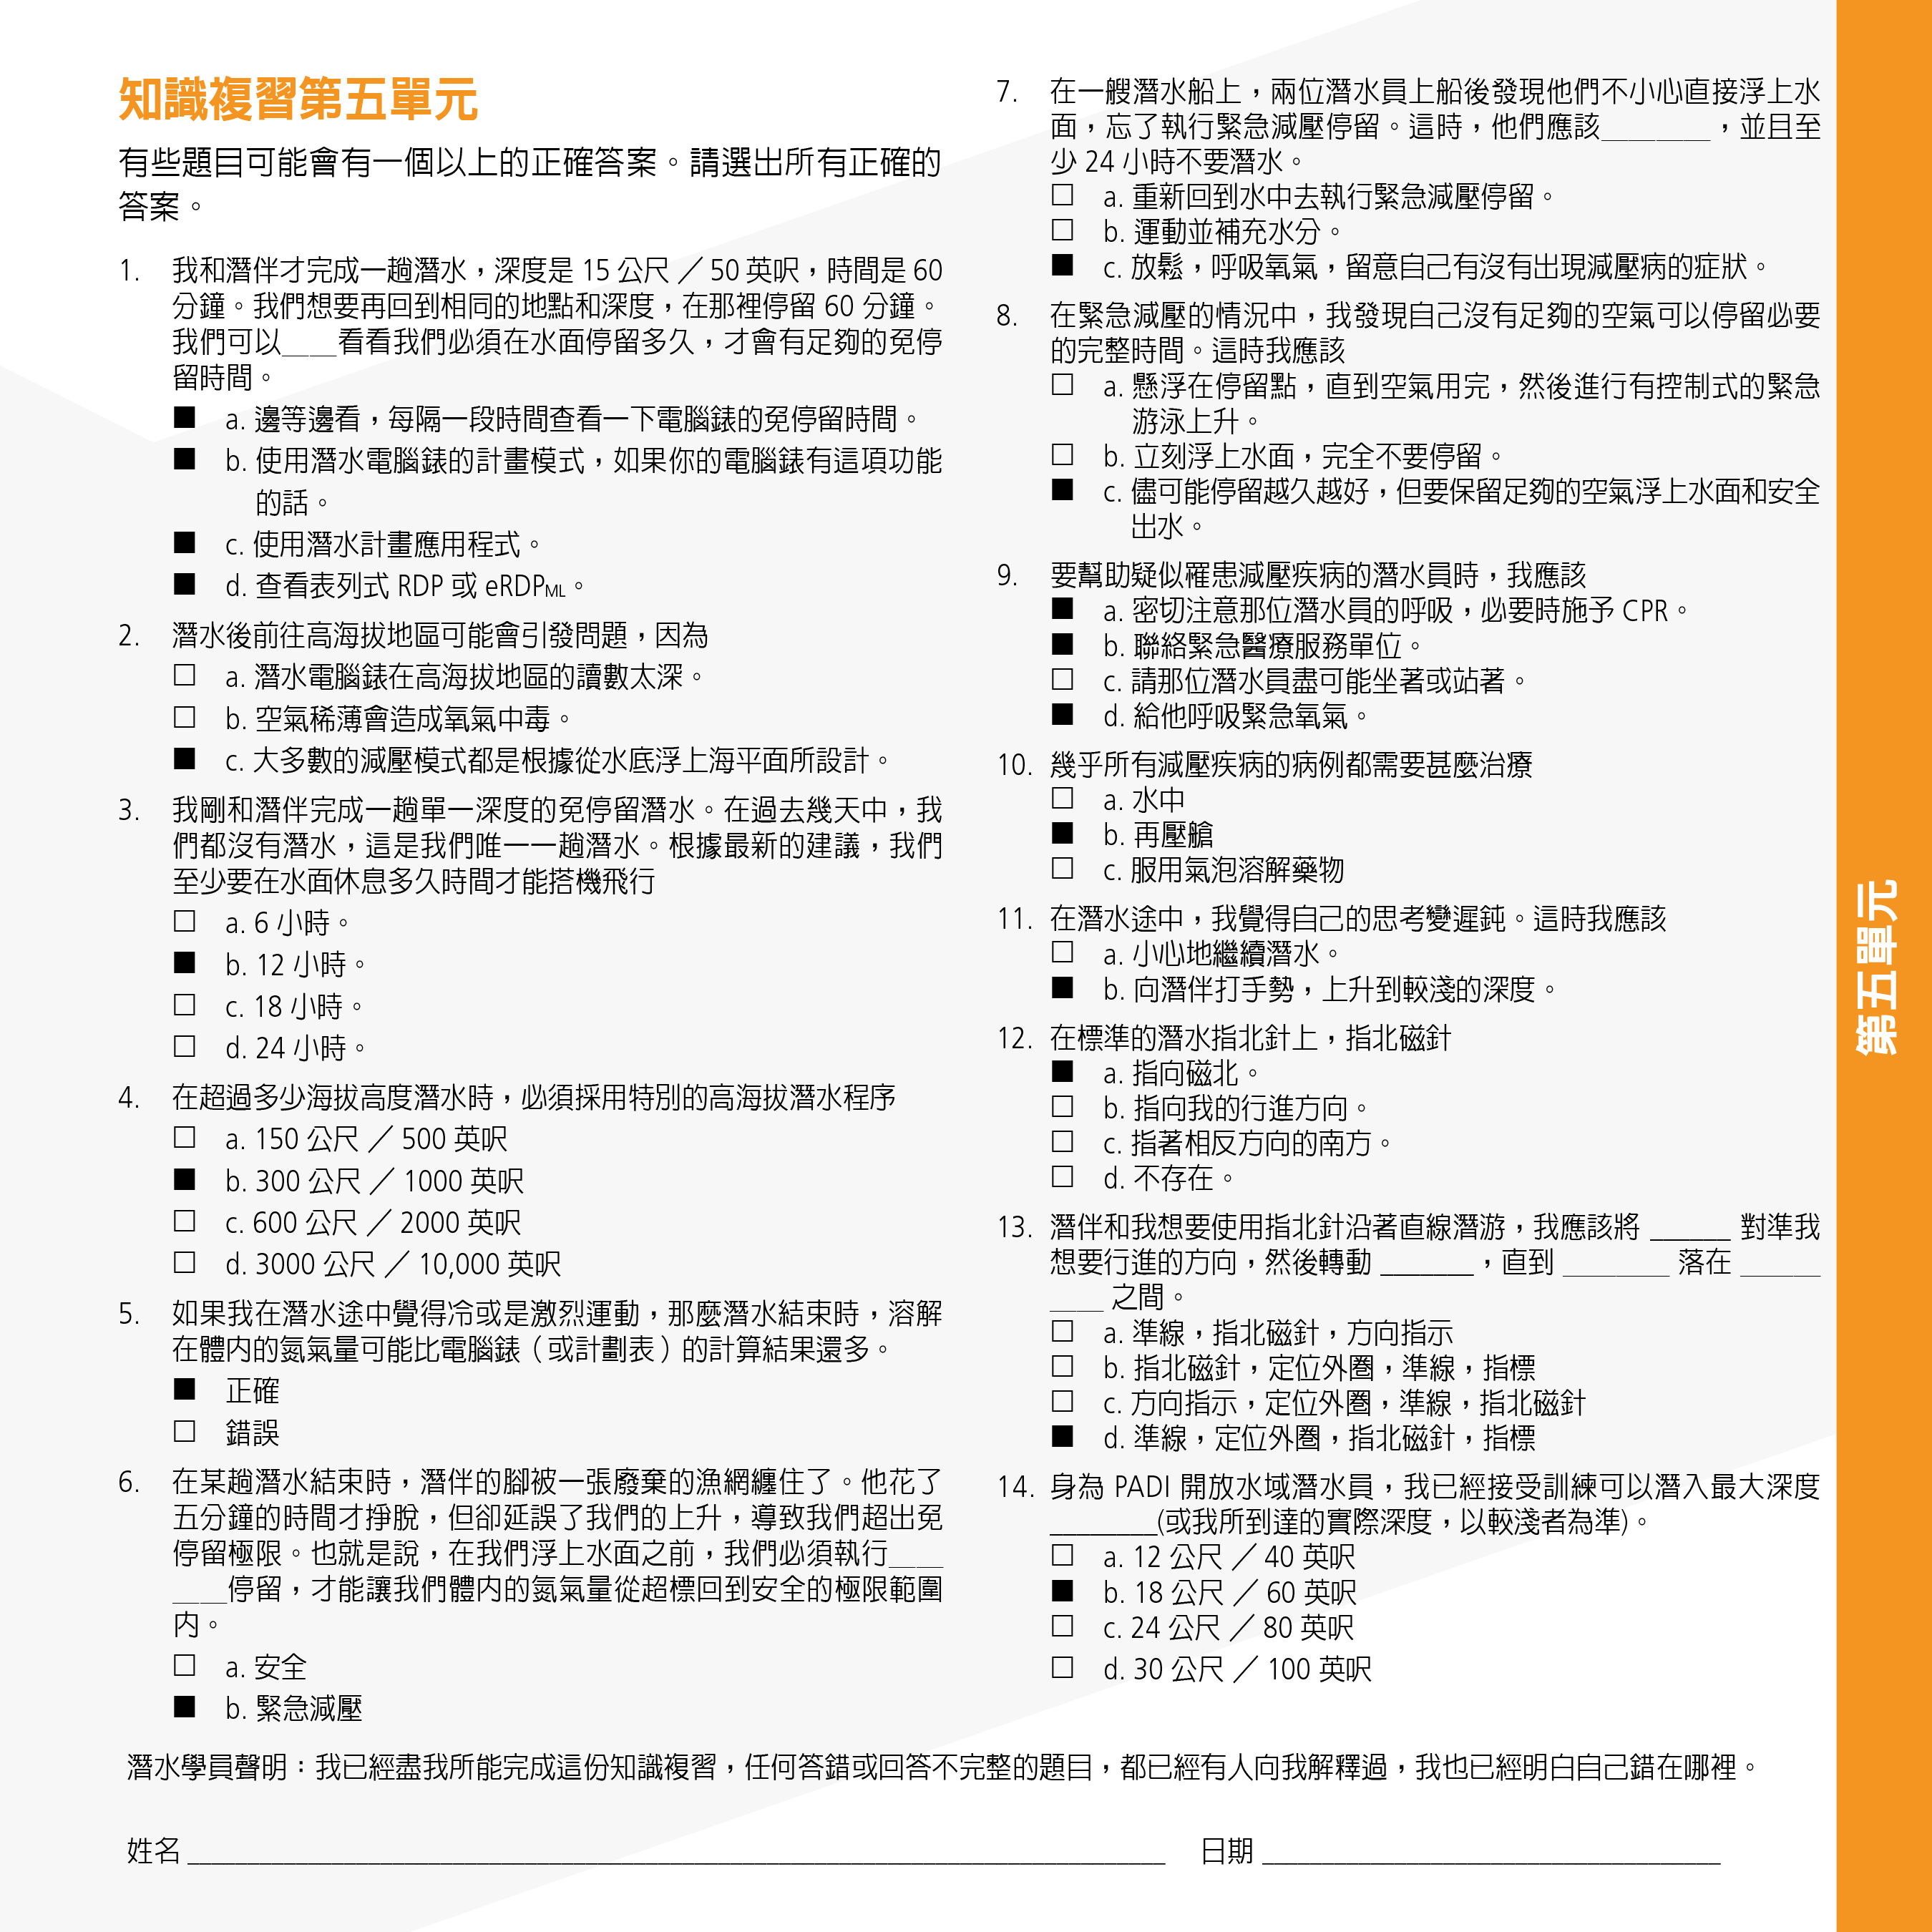 知識複習第五單元
有些題目可能會有一個以上的正確答案。請選出所有正確的
答案。
1. 我和潛伴才完成一趟潛水，深度是 15 公尺 ／ 50 英呎，時間是 60
分鐘。我們想要再回到相同的地點和深度，在那裡停留 60 分鐘。
我們可以____看看我們必須在水面停留多久，才會有足夠的免停
留時間。
■ a. 邊等邊看，每隔一段時間查看一下電腦錶的免停留時間。
■ b. 使用潛水電腦錶的計畫模式，如果你的電腦錶有這項功能
的話。
■ c. 使用潛水計畫應用程式。
■ d. 查看表列式 RDP 或 eRDPML。
2. 潛水後前往高海拔地區可能會引發問題，因為
□ a. 潛水電腦錶在高海拔地區的讀數太深。
□ b. 空氣稀薄會造成氧氣中毒。
■ c. 大多數的減壓模式都是根據從水底浮上海平面所設計。
3. 我剛和潛伴完成一趟單一深度的免停留潛水。在過去幾天中，我
們都沒有潛水，這是我們唯一一趟潛水。根據最新的建議，我們
至少要在水面休息多久時間才能搭機飛行
□ a. 6 小時。
■ b. 12 小時。
□ c. 18 小時。
□ d. 24 小時。
4. 在超過多少海拔高度潛水時，必須採用特別的高海拔潛水程序
□ a. 150 公尺 ／ 500 英呎
■ b. 300 公尺 ／ 1000 英呎
□ c. 600 公尺 ／ 2000 英呎
□ d. 3000 公尺 ／ 10,000 英呎
5. 如果我在潛水途中覺得冷或是激烈運動，那麼潛水結束時，溶解
在體內的氮氣量可能比電腦錶（或計劃表）的計算結果還多。
■ 正確
□ 錯誤
6. 在某趟潛水結束時，潛伴的腳被一張廢棄的漁網纏住了。他花了
五分鐘的時間才掙脫，但卻延誤了我們的上升，導致我們超出免
停留極限。也就是說，在我們浮上水面之前，我們必須執行____
____停留，才能讓我們體內的氮氣量從超標回到安全的極限範圍
內。
□ a. 安全
■ b. 緊急減壓
7. 在一艘潛水船上，兩位潛水員上船後發現他們不小心直接浮上水
面，忘了執行緊急減壓停留。這時，他們應該________，並且至
少 24 小時不要潛水。
□ a. 重新回到水中去執行緊急減壓停留。
□ b. 運動並補充水分。
■ c. 放鬆，呼吸氧氣，留意自己有沒有出現減壓病的症狀。
8. 在緊急減壓的情況中，我發現自己沒有足夠的空氣可以停留必要
的完整時間。這時我應該
□ a. 懸浮在停留點，直到空氣用完，然後進行有控制式的緊急
游泳上升。
□ b. 立刻浮上水面，完全不要停留。
■ c. 儘可能停留越久越好，但要保留足夠的空氣浮上水面和安全
出水。
9. 要幫助疑似罹患減壓疾病的潛水員時，我應該
■ a. 密切注意那位潛水員的呼吸，必要時施予 CPR。
■ b. 聯絡緊急醫療服務單位。
□ c. 請那位潛水員盡可能坐著或站著。
■ d. 給他呼吸緊急氧氣。
10. 幾乎所有減壓疾病的病例都需要甚麼治療
□ a. 水中
■ b. 再壓艙
□ c. 服用氣泡溶解藥物
11. 在潛水途中，我覺得自己的思考變遲鈍。這時我應該
□ a. 小心地繼續潛水。
■ b. 向潛伴打手勢，上升到較淺的深度。
12. 在標準的潛水指北針上，指北磁針
■ a. 指向磁北。
□ b. 指向我的行進方向。
□ c. 指著相反方向的南方。
□ d. 不存在。
13. 潛伴和我想要使用指北針沿著直線潛游，我應該將 ______ 對準我
想要行進的方向，然後轉動 _______，直到 ________ 落在 ______
____ 之間。
□ a. 準線，指北磁針，方向指示
□ b. 指北磁針，定位外圈，準線，指標
□ c. 方向指示，定位外圈，準線，指北磁針
■ d. 準線，定位外圈，指北磁針，指標
14. 身為 PADI 開放水域潛水員，我已經接受訓練可以潛入最大深度
________(或我所到達的實際深度，以較淺者為準)。
□ a. 12 公尺 ／ 40 英呎
■ b. 18 公尺 ／ 60 英呎
□ c. 24 公尺 ／ 80 英呎
□ d. 30 公尺 ／ 100 英呎
潛水學員聲明：我已經盡我所能完成這份知識複習，任何答錯或回答不完整的題目，都已經有人向我解釋過，我也已經明白自己錯在哪裡。
姓名 ____________________ 日期 ____________________
第五單元